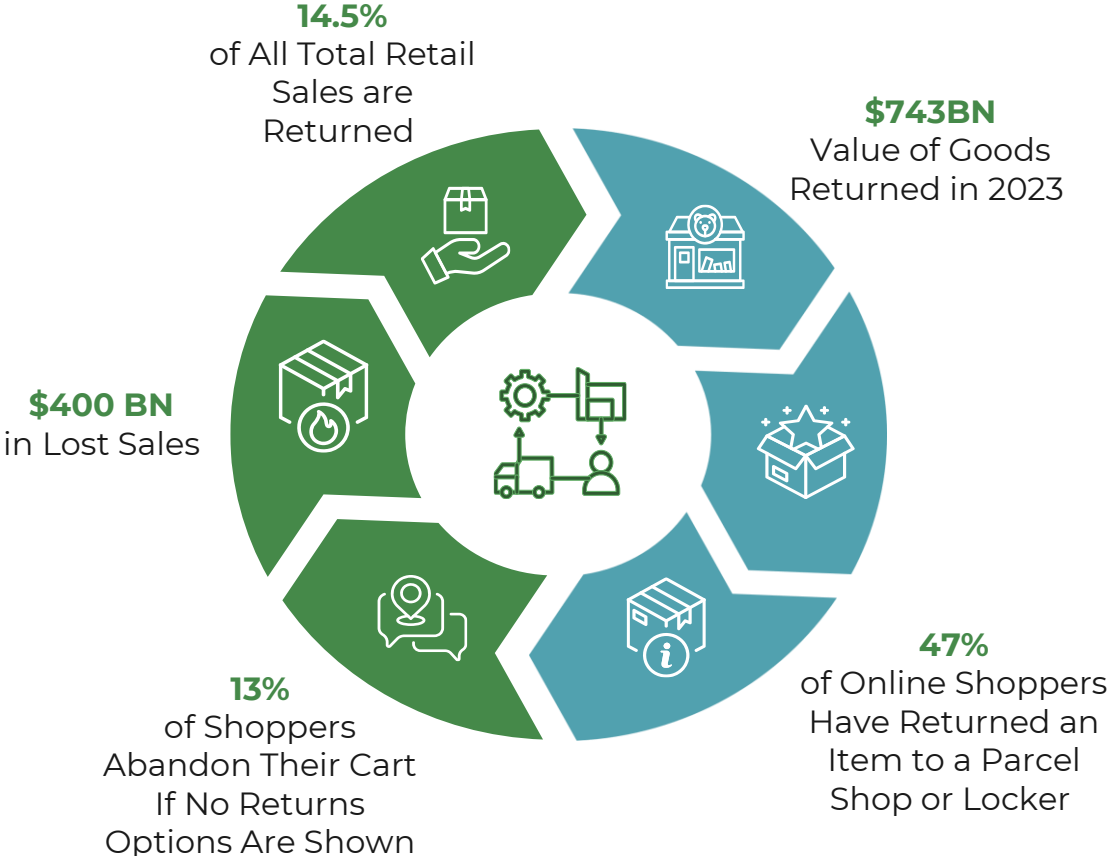 14.5%
of All Total Retail
Sales are
Returned
$743BN
Value of Goods
Returned in 2023
$400 BN
in Lost Sales
i
47%
of Online Shoppers
Have Returned an
Item to a Parcel
Shop or Locker
13%
of Shoppers
Abandon Their Cart
If No Returns
Options Are Shown